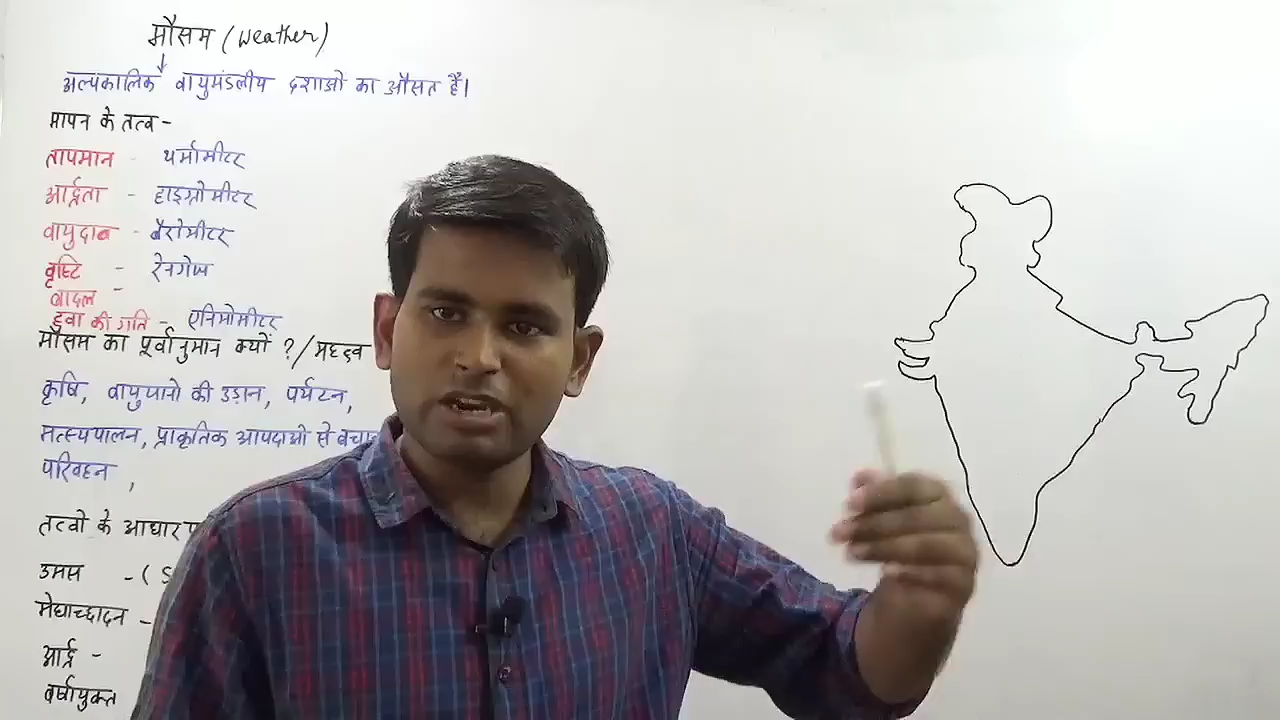 मौसम (Weather)
अल्पकालिक वायुमंडलीय दशाओं का औसत है।
मापन के तत्व -
तापमान - थर्मामीटर
आर्द्रता - हाइग्रोमीटर
वायुदाब - बैरोमीटर
वृष्टि - रेनगेज
बादल -
हवा की गति - एनिमोमीटर
मौसम का पूर्वानुमान क्यों ?/महत्व
कृषि, वायुयानो की उड़ान, पर्यटन,
मत्स्यपालन, प्राकृतिक आपदाओ से
परिवहन ,
तत्वो के आधार
उमस - (
मेघाच्छादन -
आर्द्र -
वर्षायुक्त